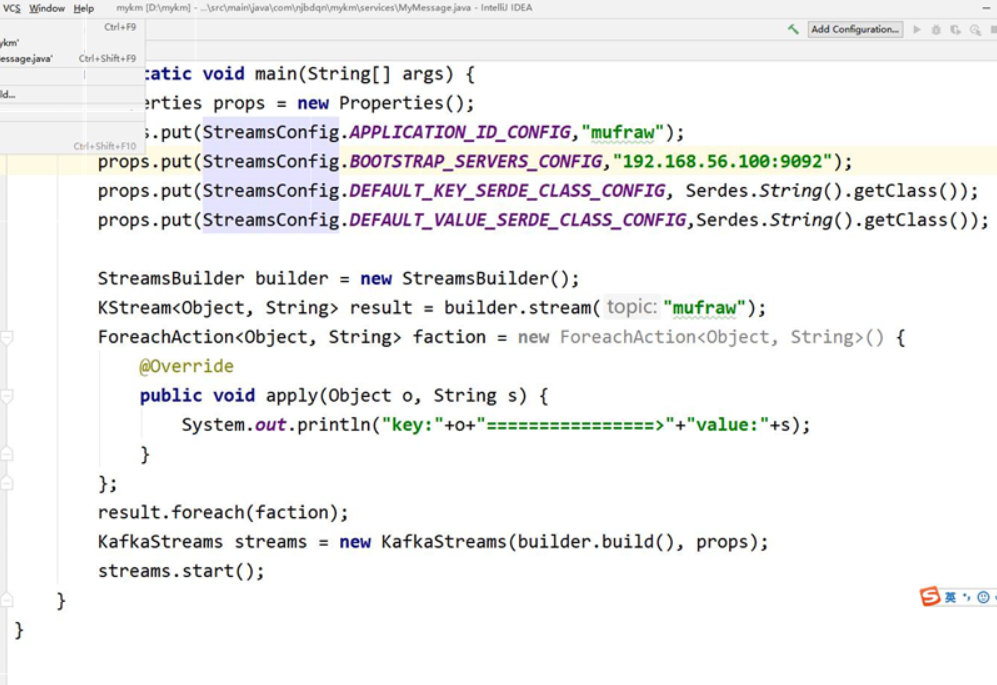 VCS Window Help mykm [D:\mykm] - ...\src\main\java\com\njbdqn\mykm\services\MyMessage.java - IntelliJ IDEA
Add Configuration...
Ctrl+F9
ykm'
essage.java' Ctrl+Shift+F9
ld...
Ctrl+Shift+F10
tatic void main(String[] args) {
erties props = new Properties();
s.put(StreamsConfig.APPLICATION_ID_CONFIG,"mufraw");
props.put(StreamsConfig.BOOTSTRAP_SERVERS_CONFIG,"192.168.56.100:9092");
props.put(StreamsConfig.DEFAULT_KEY_SERDE_CLASS_CONFIG, Serdes.String().getClass());
props.put(StreamsConfig.DEFAULT_VALUE_SERDE_CLASS_CONFIG,Serdes.String().getClass());
StreamsBuilder builder = new StreamsBuilder();
KStream<Object, String> result = builder.stream( topic: "mufraw");
ForeachAction<Object, String> faction = new ForeachAction<Object, String>() {
@Override
public void apply(Object o, String s) {
System.out.println("key:"+o+"================>"+"value:"+s);
}
};
result.foreach(faction);
KafkaStreams streams = new KafkaStreams(builder.build(), props);
streams.start();
}
}
S 英